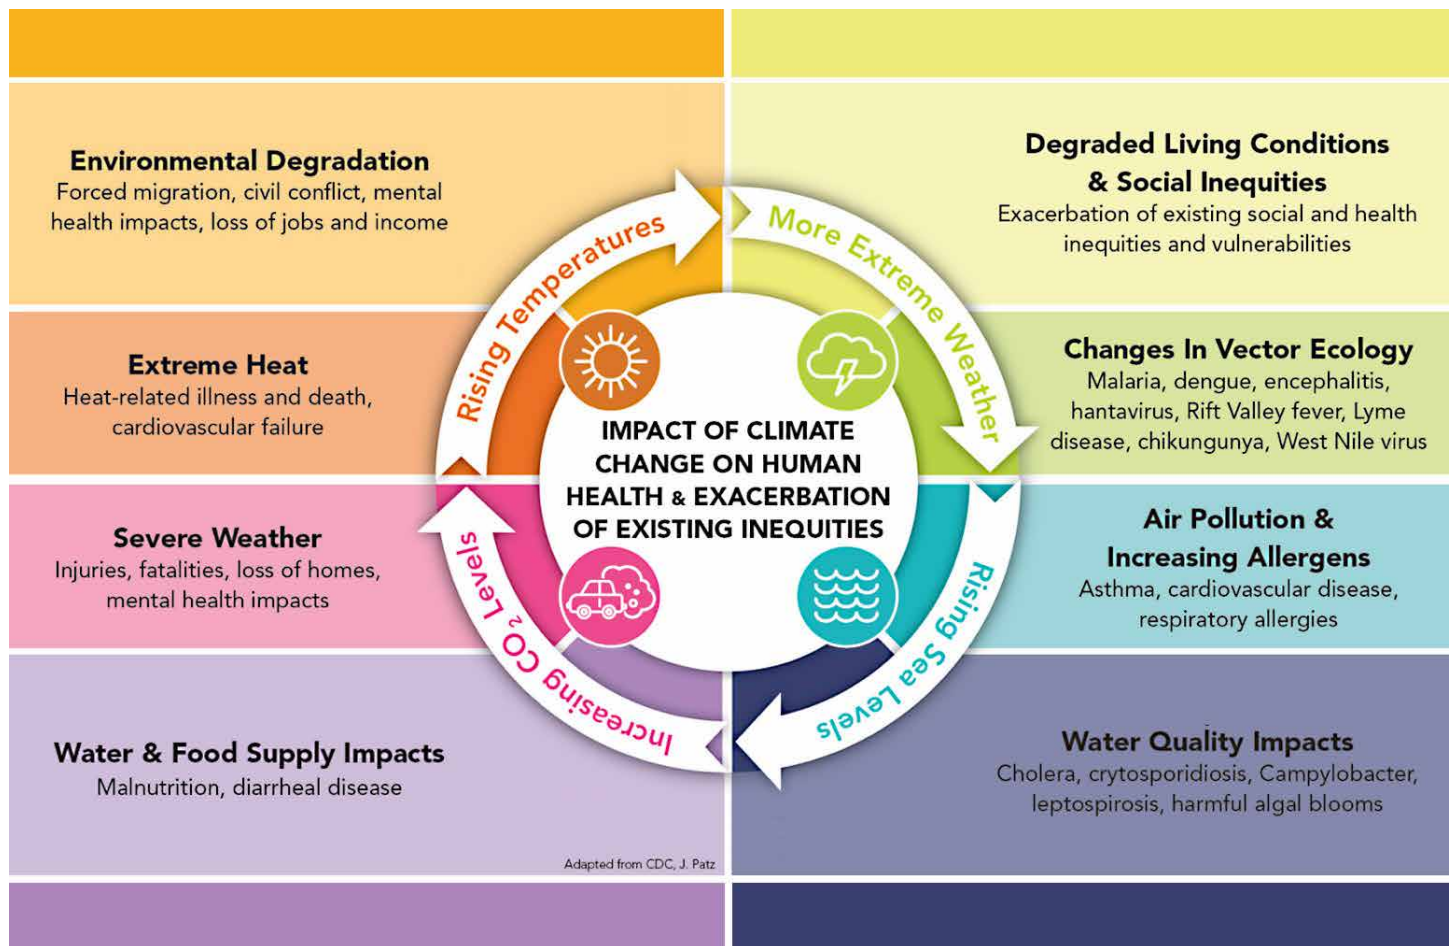 Environmental Degradation
Forced migration, civil conflict, mental
health impacts, loss of jobs and income
Extreme Heat
Heat-related illness and death,
cardiovascular failure
Severe Weather
Injuries, fatalities, loss of homes,
mental health impacts
Water & Food Supply Impacts
Malnutrition, diarrheal disease
Adapted from CDC, J. Patz
Rising Temperatures
More Extreme Weather
IMPACT OF CLIMATE
CHANGE ON HUMAN
HEALTH & EXACERBATION
OF EXISTING INEQUITIES
Increasing CO² Levels
Rising Sea Levels
Degraded Living Conditions
& Social Inequities
Exacerbation of existing social and health
inequities and vulnerabilities
Changes In Vector Ecology
Malaria, dengue, encephalitis,
hantavirus, Rift Valley fever, Lyme
disease, chikungunya, West Nile virus
Air Pollution &
Increasing Allergens
Asthma, cardiovascular disease,
respiratory allergies
Water Quality Impacts
Cholera, crytosporidiosis, Campylobacter,
leptospirosis, harmful algal blooms